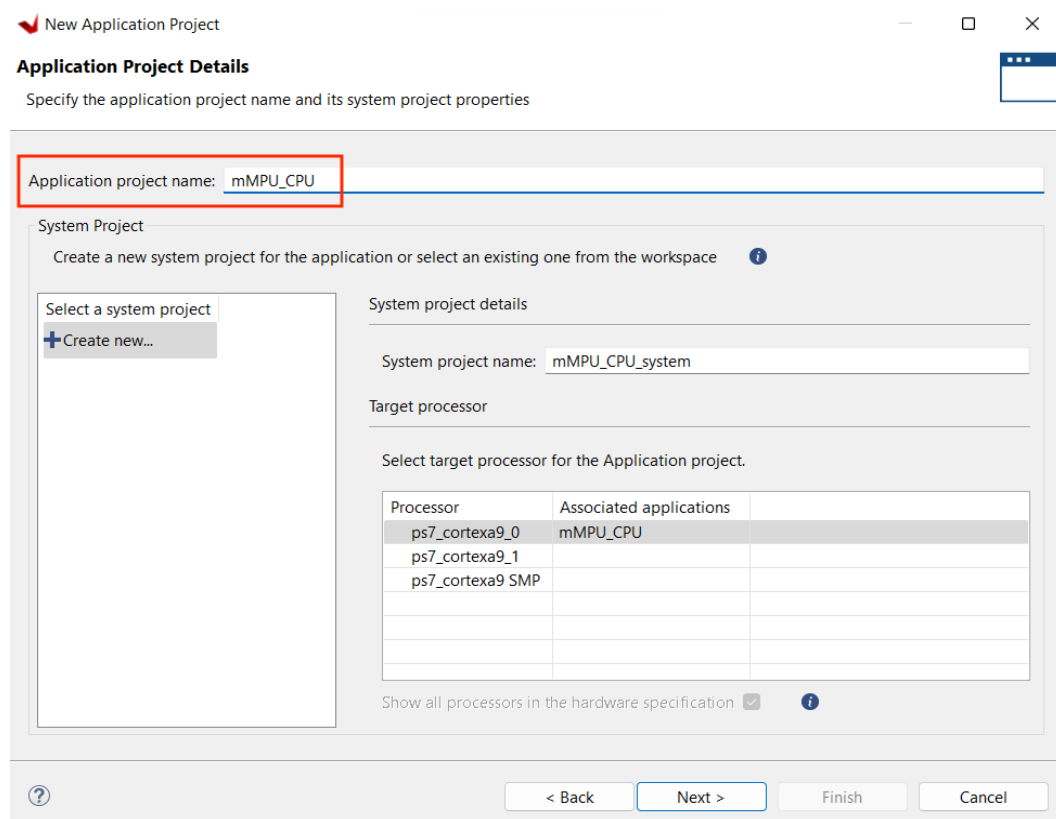 New Application Project
Application Project Details
Specify the application project name and its system project properties
Application project name: mMPU_CPU
System Project
Create a new system project for the application or select an existing one from the workspace
Select a system project
Create new...
System project details
System project name: mMPU_CPU_system
Target processor
Select target processor for the Application project.
Processor Associated applications
ps7_cortexa9_0 mMPU_CPU
ps7_cortexa9_1
ps7_cortexa9 SMP
Show all processors in the hardware specification
< Back Next > Finish Cancel